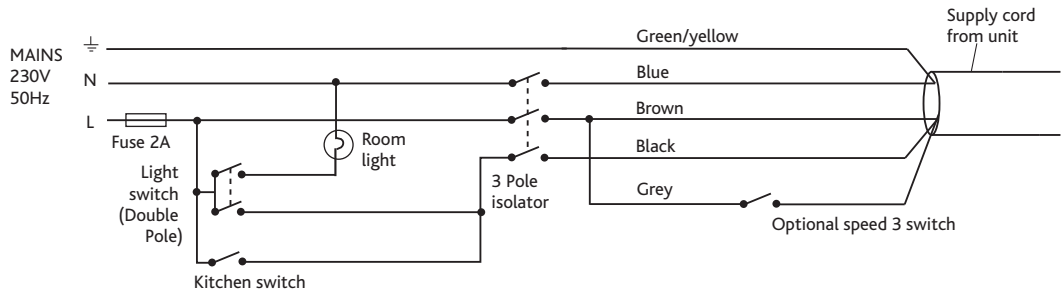 Supply cord
from unit
Green/yellow
MAINS
230V
50Hz
N
Blue
L
Brown
Fuse 2A
Room
light
Black
Light
switch
(Double
Pole)
3 Pole
isolator
Grey
Optional speed 3 switch
Kitchen switch